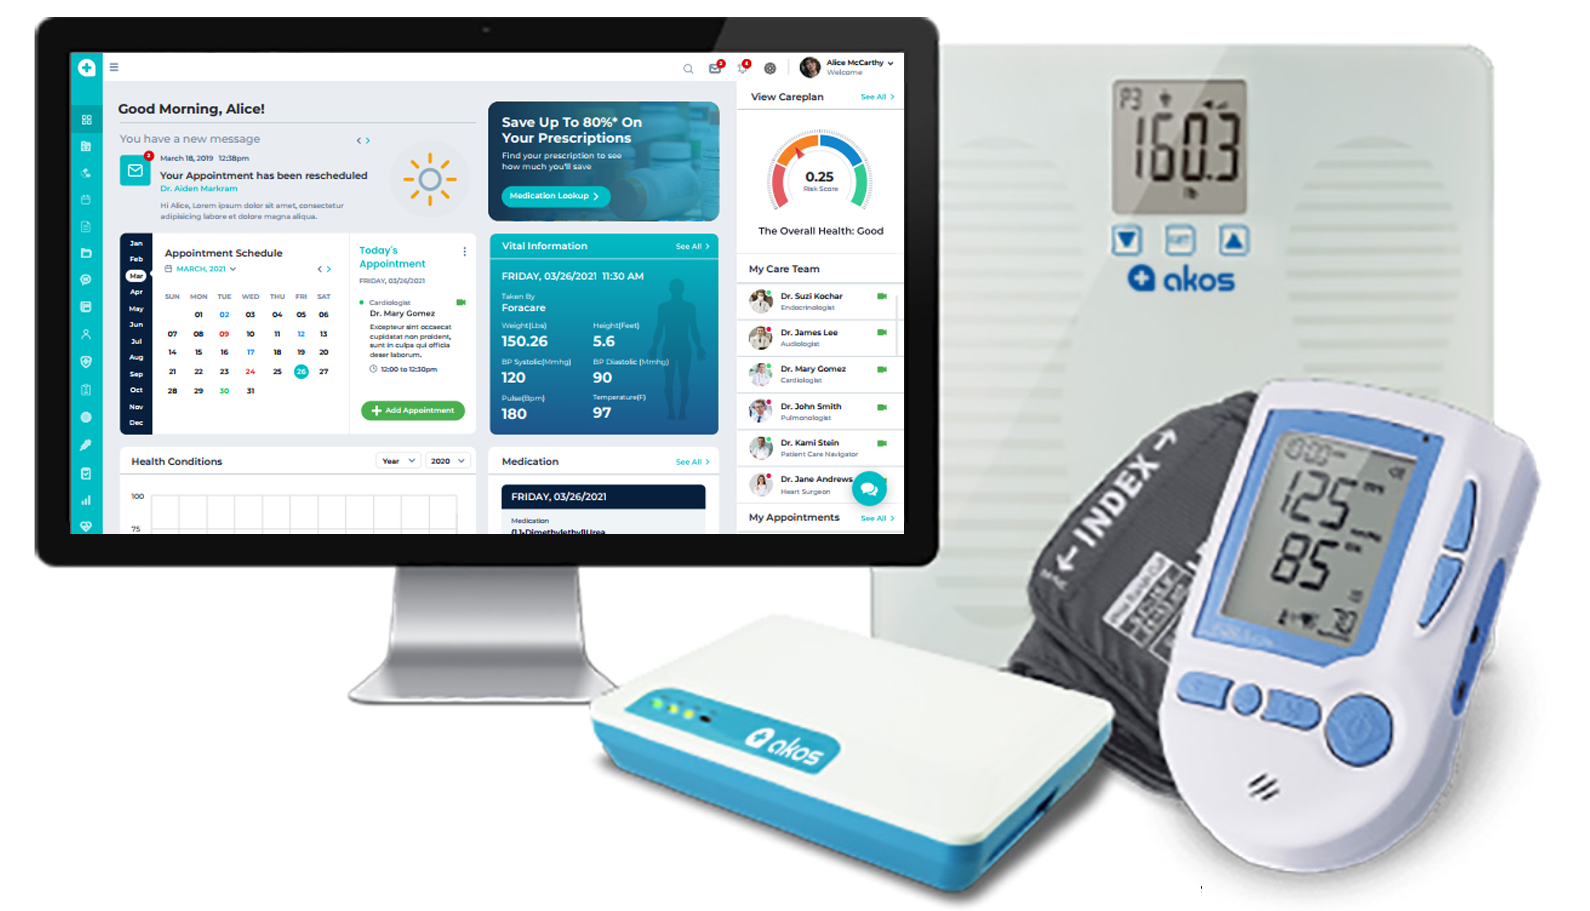 Alice McCarthy
Welcome
Good Morning, Alice!
You have a new message
2
March 18, 2019 12:38pm
Your Appointment has been rescheduled
Dr. Aiden Markram
Hi Alice, Lorem ipsum dolor sit amet, consectetur
adipisicing labore et dolore magna aliqua.
Save Up To 80%* On
Your Prescriptions
Find your prescription to see
how much you'll save
Medication Lookup
View Careplan See All
0.25
Risk Score
The Overall Health: Good
Jan
Feb
Mar
Apr
May
Jun
Jul
Aug
Sep
Oct
Nov
Dec
Appointment Schedule
MARCH, 2021
SUN MON TUE WED THU FRI SAT
01 02 03 04 05 06
07 08 09 10 11 12 13
14 15 16 17 18 19 20
21 22 23 24 25 26 27
28 29 30 31
Today's
Appointment
FRIDAY, 03/26/2021
Cardiologist
Dr. Mary Gomez
Excepteur sint occaecat
cupidatat non proident,
sunt in culpa qui officia
deser laborum.
12:00 to 12:30pm
Add Appointment
Vital Information See All
FRIDAY, 03/26/2021 11:30 AM
Taken By
Foracare
Weight(Lbs) Height(Feet)
150.26 5.6
BP Systolic(Mmhg) BP Diastolic (Mmhg)
120 90
Pulse(Bpm) Temperature(F)
180 97
My Care Team
Dr. Suzi Kochar
Endocrinologist
Dr. James Lee
Audiologist
Dr. Mary Gomez
Cardiologist
Dr. John Smith
Pulmonologist
Dr. Kami Stein
Patient Care Navigator
Dr. Jane Andrews
Heart Surgeon
My Appointments See All
Health Conditions Year 2020
100
75
Medication See All
FRIDAY, 03/26/2021
Medication
(1,1-Dimethylethyl)Urea
P3
160.3
lb
SET
akos
INDEX
125
85
70
akos